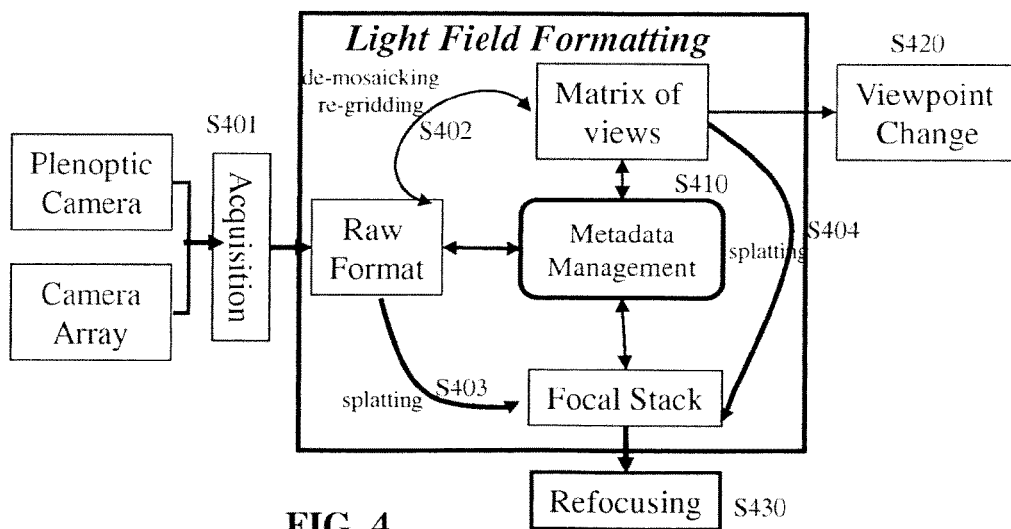 Light Field Formatting
S420
de-mosaicking
re-gridding
S402
Matrix of
views
Viewpoint
Change
S401
Plenoptic
Camera
Acquisition
S410
Raw
Format
Metadata
Management
splatting
S404
Camera
Array
splatting
S403
Focal Stack
Refocusing
S430
FIG. 4